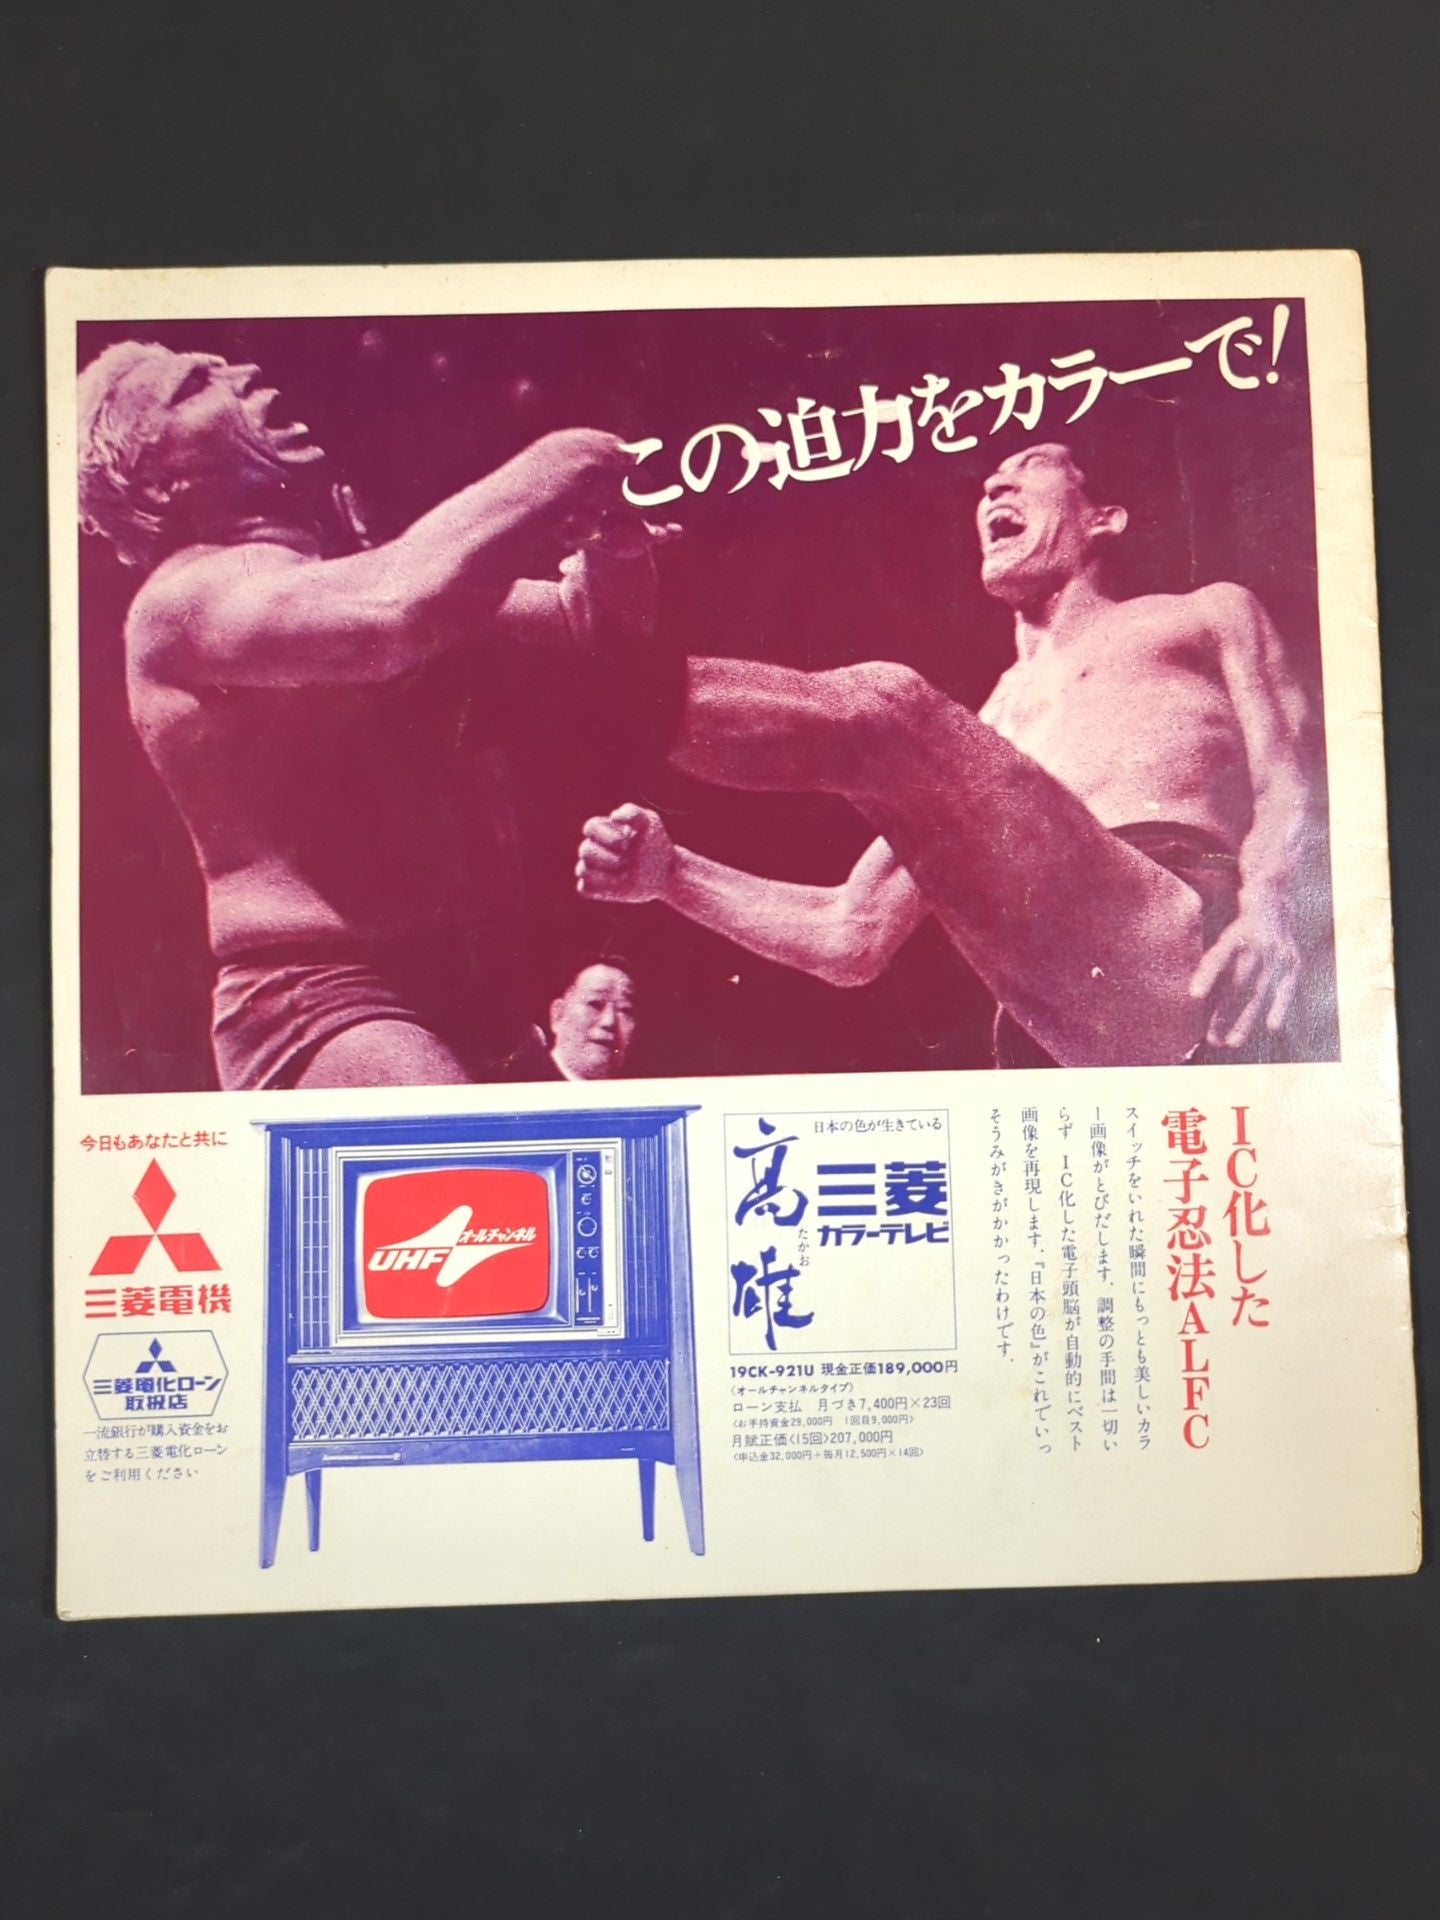 この迫力をカラーで!
IC化した
電子忍法ALFC
スイッチをいれた瞬間にもっとも美しいカラ
ー画像がとびだします．調整の手間は一切い
らず IC化した電子頭脳が自動的にベスト
画像を再現します．『日本の色』がこれでいっ
そうみがきがかかったわけです．
日本の色が生きている
高雄
たかお
三菱
カラーテレビ
19CK-921U 現金正価189,000円
〈オールチャンネルタイプ〉
ローン支払 月づき7,400円×23回
〈お手持資金29,000円 1回目9,000円〉
月賦正価〈15回〉207,000円
〈申込金32,000円＋毎月12,500円×14回〉
UHF
オールチャンネル
今日もあなたと共に
三菱電機
三菱電化ローン
取扱店
一流銀行が購入資金をお
立替する三菱電化ローン
をご利用ください